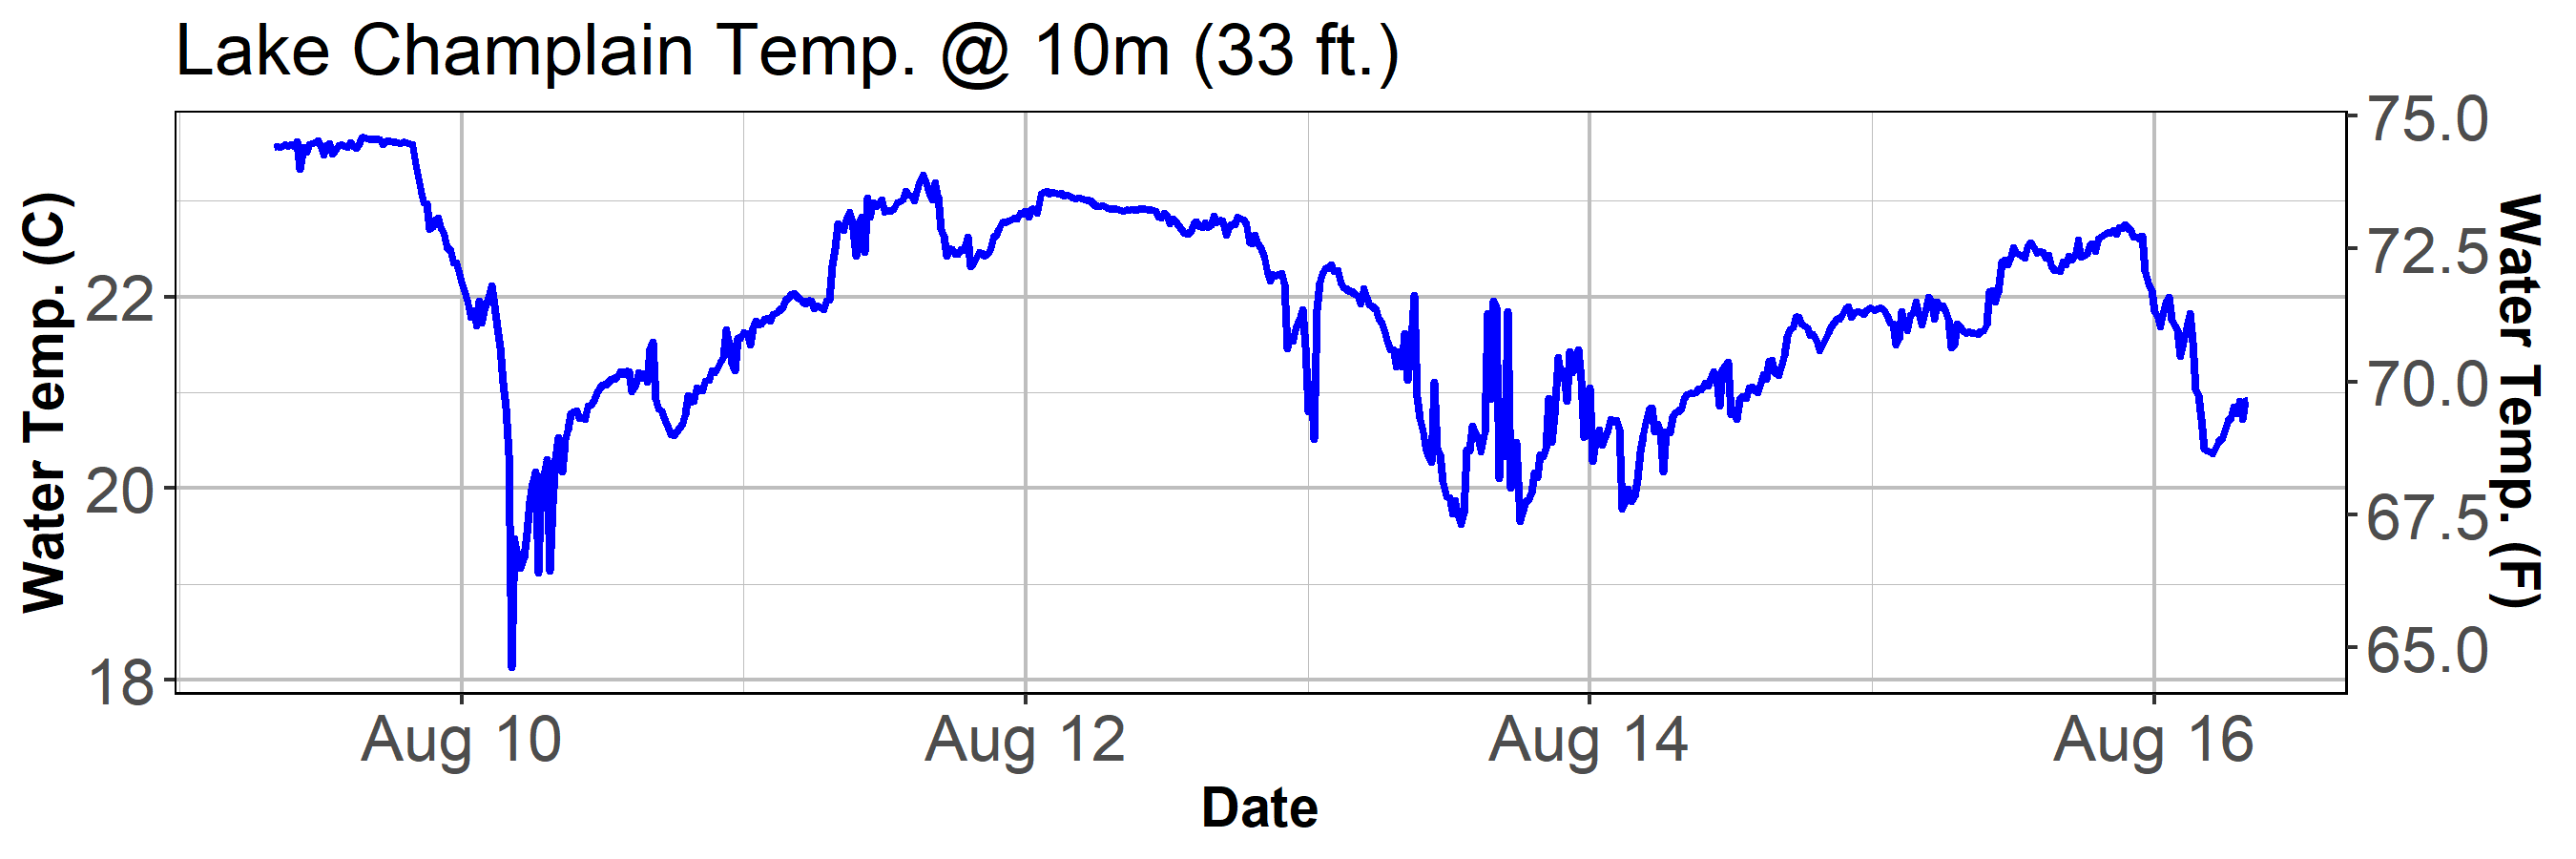 Lake Champlain Temp. @ 10m (33 ft.)
Water Temp. (C)
22
20
18
75.0
72.5
70.0
67.5
65.0
Water Temp. (F)
Aug 10 Aug 12 Aug 14 Aug 16
Date